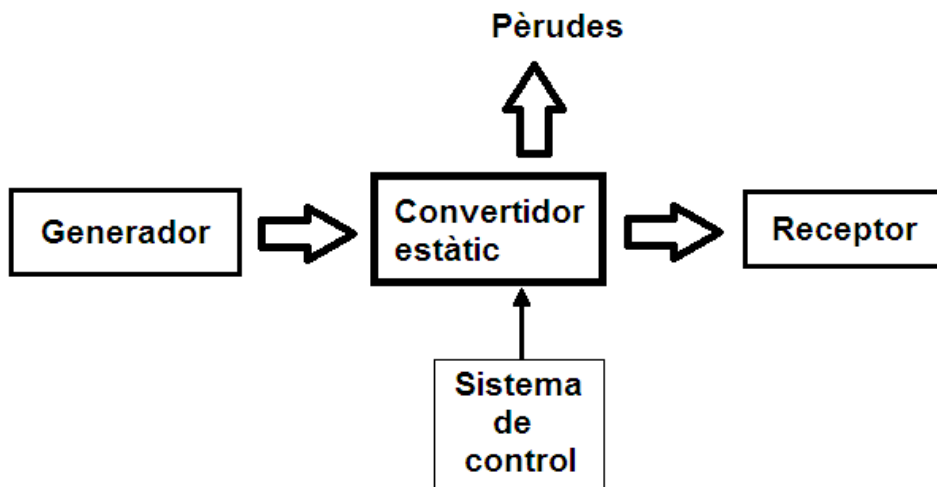 Pèrudes
Generador
Convertidor
estàtic
Receptor
Sistema
de
control